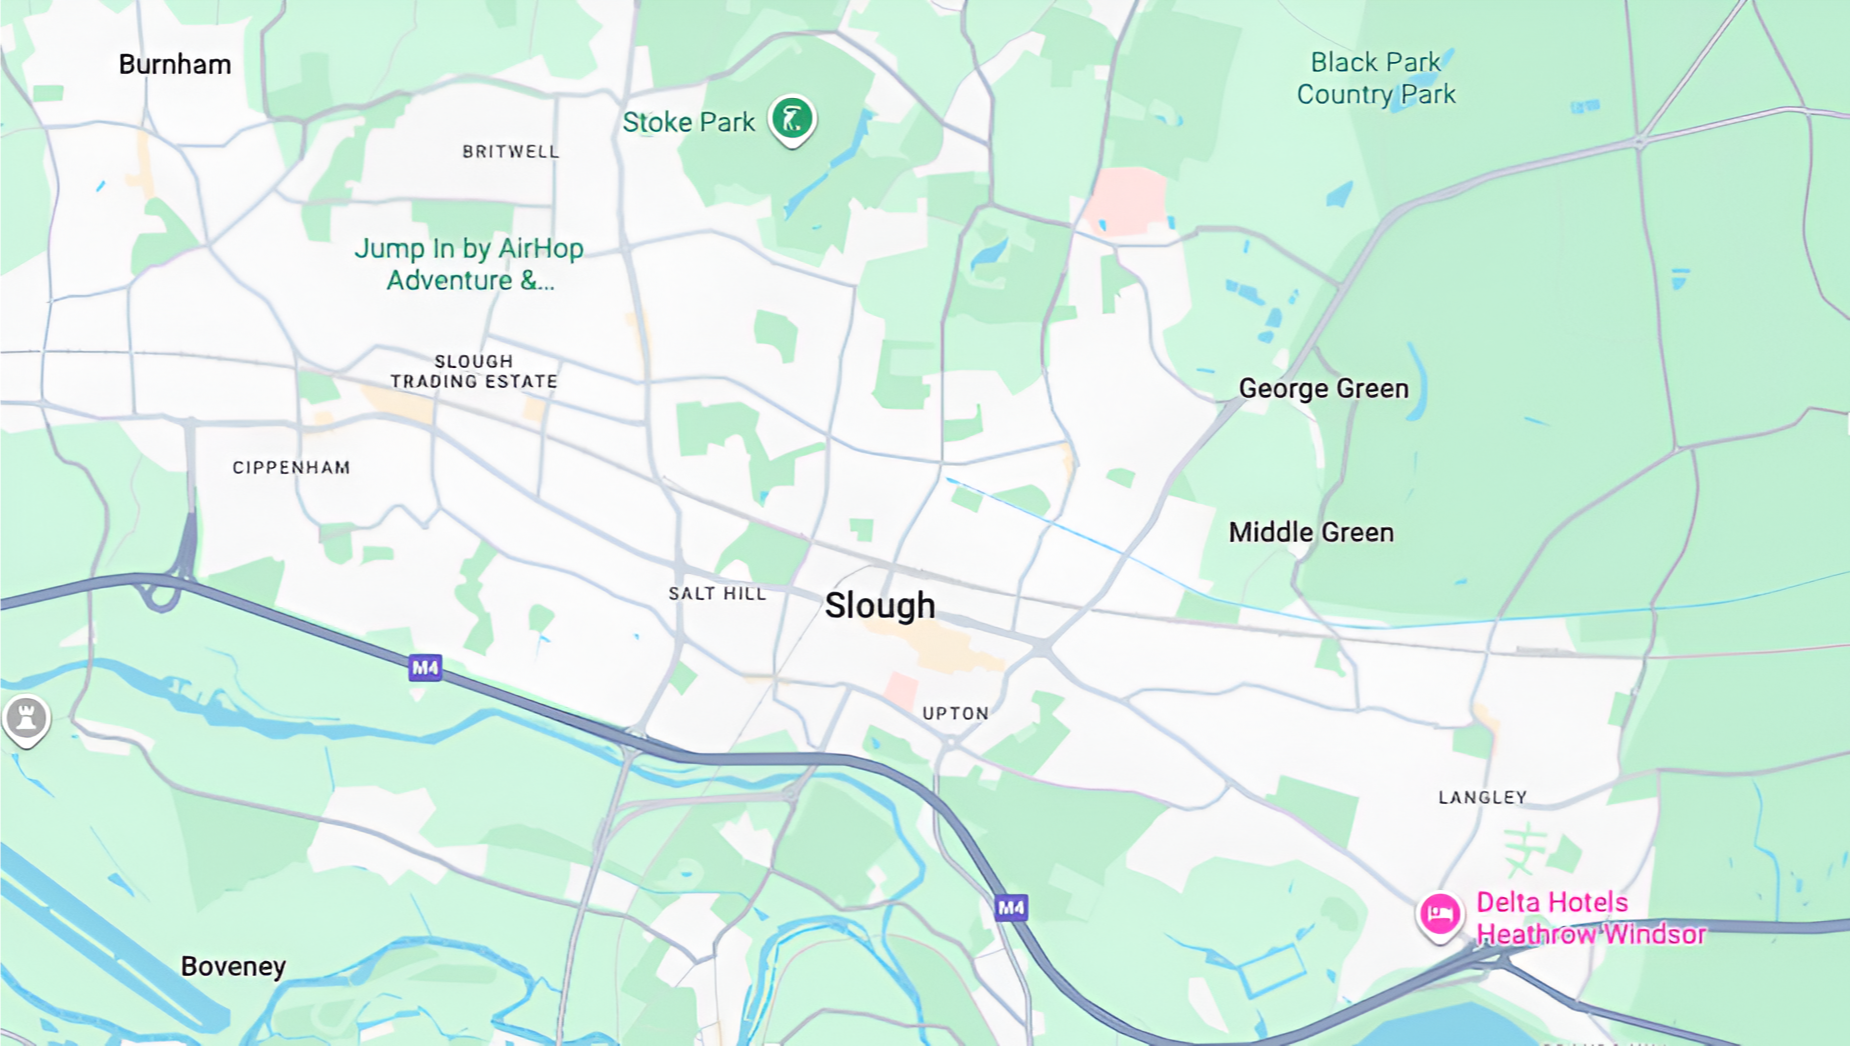 Burnham
Black Park
Country Park
Stoke Park
BRITWELL
Jump In by AirHop
Adventure &...
SLOUGH
TRADING ESTATE
George Green
CIPPENHAM
Middle Green
SALT HILL
Slough
M4
UPTON
LANGLEY
M4
Delta Hotels
Heathrow Windsor
Boveney